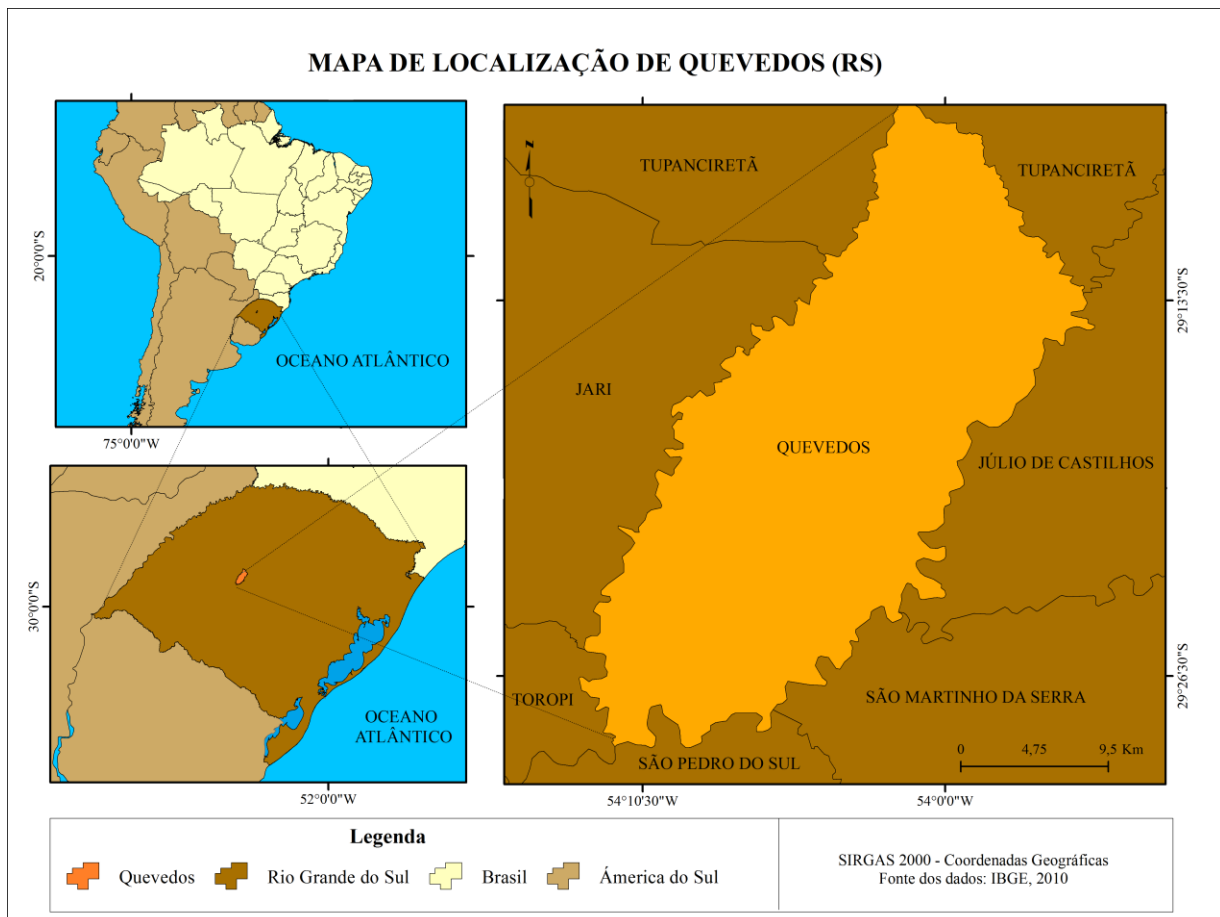 MAPA DE LOCALIZAÇÃO DE QUEVEDOS (RS)
20°0'0"S
OCEANO ATLÂNTICO
75°0'0"W
30°0'0"S
OCEANO
ATLÂNTICO
52°0'0"W
N
TUPANCIRETÃ
TUPANCIRETÃ
29°13'30"S
JARI
QUEVEDOS
JÚLIO DE CASTILHOS
29°26'30"S
TOROPI
SÃO MARTINHO DA SERRA
0 4,75 9,5 Km
SÃO PEDRO DO SUL
54°10'30"W
54°0'0"W
Legenda
Quevedos
Rio Grande do Sul
Brasil
Ámerica do Sul
SIRGAS 2000 - Coordenadas Geográficas
Fonte dos dados: IBGE, 2010